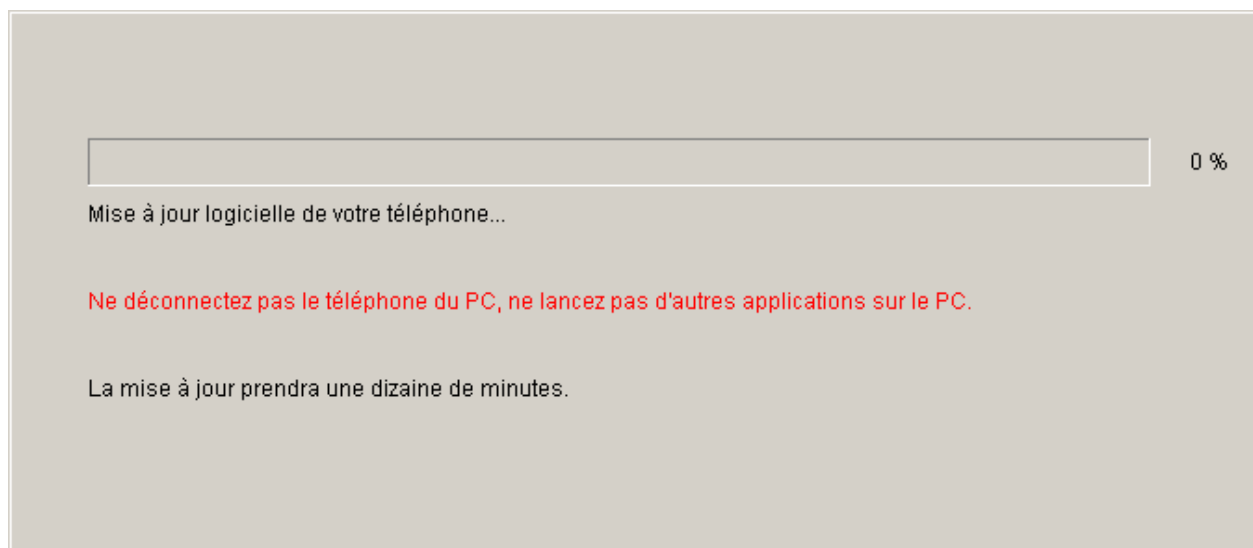 0 %
Mise à jour logicielle de votre téléphone...
Ne déconnectez pas le téléphone du PC, ne lancez pas d'autres applications sur le PC.
La mise à jour prendra une dizaine de minutes.